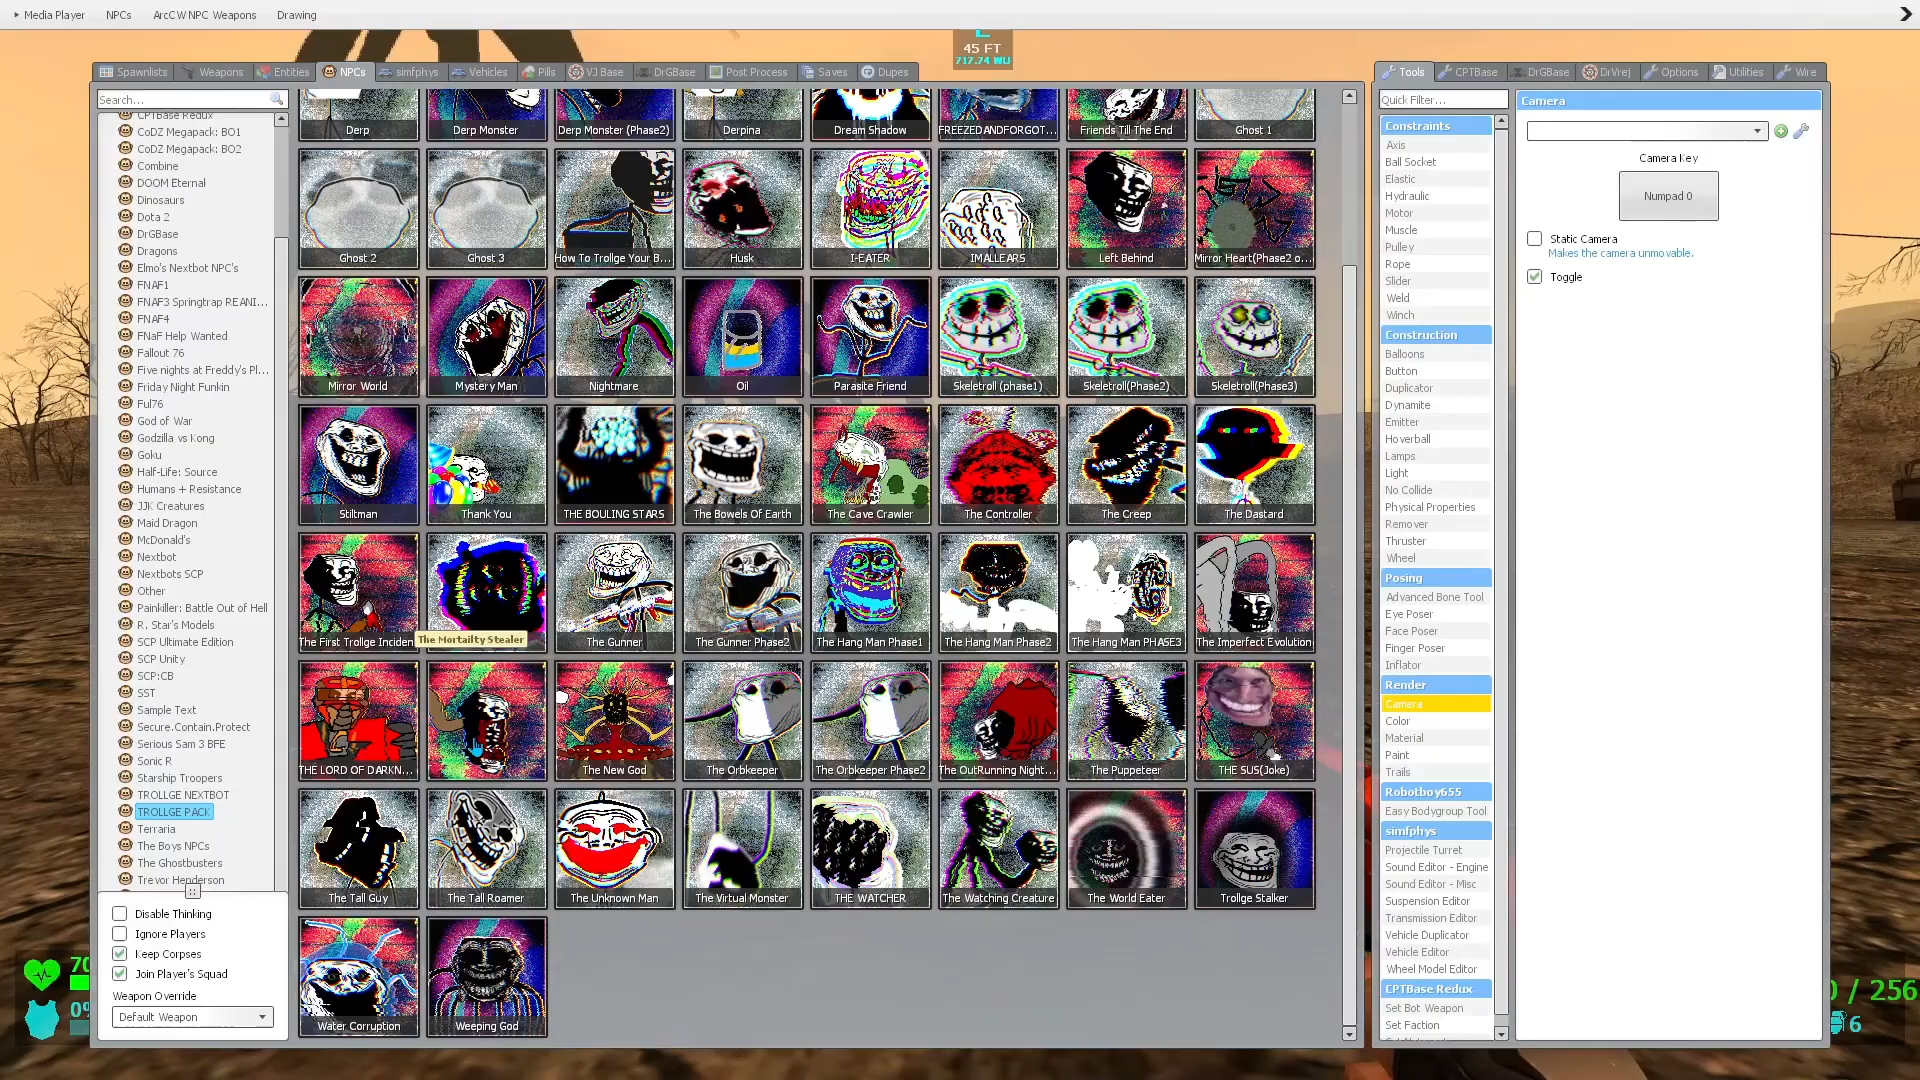 Media Player NPCs ArcCW NPC Weapons Drawing
45 FT
717.74 WU
Spawnlists Weapons Entities NPCs simfphys Vehicles Pills VJ Base DrGBase Post Process Saves Dupes
Search...
CPTBase Redux
CoDZ Megapack: BO1
CoDZ Megapack: BO2
Combine
DOOM Eternal
Dinosaurs
Dota 2
DrGBase
Dragons
Elmo's Nextbot NPC's
FNAF1
FNAF3 Springtrap REANI...
FNAF4
FNaF Help Wanted
Fallout 76
Five nights at Freddy's Pl...
Friday Night Funkin
Ful76
God of War
Godzilla vs Kong
Goku
Half-Life: Source
Humans + Resistance
JJK Creatures
Maid Dragon
McDonald's
Nextbot
Nextbots SCP
Other
Painkiller: Battle Out of Hell
R. Star's Models
SCP Ultimate Edition
SCP Unity
SCP:CB
SST
Sample Text
Secure.Contain.Protect
Serious Sam 3 BFE
Sonic R
Starship Troopers
TROLLGE NEXTBOT
TROLLGE PACK
Terraria
The Boys NPCs
The Ghostbusters
Trevor Henderson
Disable Thinking
Ignore Players
Keep Corpses
Join Player's Squad
Weapon Override
Default Weapon
Derp Derp Monster Derp Monster (Phase2) Derpina Dream Shadow FREEZEDANDFORGOT... Friends Till The End Ghost 1
Ghost 2 Ghost 3 How To Trollge Your B... Husk I-EATER IMALLEARS Left Behind Mirror Heart(Phase2 o...
Mirror World Mystery Man Nightmare Oil Parasite Friend Skeletroll (phase1) Skeletroll(Phase2) Skeletroll(Phase3)
Stiltman Thank You THE BOULING STARS The Bowels Of Earth The Cave Crawler The Controller The Creep The Dastard
The First Trollge Inciden The Mortailty Stealer The Gunner The Gunner Phase2 The Hang Man Phase1 The Hang Man Phase2 The Hang Man PHASE3 The Imperfect Evolution
THE LORD OF DARKN... The New God The Orbkeeper The Orbkeeper Phase2 The OutRunning Night... The Puppeteer THE SUS(Joke)
The Tall Guy The Tall Roamer The Unknown Man The Virtual Monster THE WATCHER The Watching Creature The World Eater Trollge Stalker
Water Corruption Weeping God
Tools CPTBase DrGBase DrVrej Options Utilities Wire
Quick Filter...
Constraints
Axis
Ball Socket
Elastic
Hydraulic
Motor
Muscle
Pulley
Rope
Slider
Weld
Winch
Construction
Balloons
Button
Duplicator
Dynamite
Emitter
Hoverball
Lamps
Light
No Collide
Physical Properties
Remover
Thruster
Wheel
Posing
Advanced Bone Tool
Eye Poser
Face Poser
Finger Poser
Inflator
Render
Camera
Color
Material
Paint
Trails
Robotboy655
Easy Bodygroup Tool
simfphys
Projectile Turret
Sound Editor - Engine
Sound Editor - Misc
Suspension Editor
Transmission Editor
Vehicle Duplicator
Vehicle Editor
Wheel Model Editor
CPTBase Redux
Set Bot Weapon
Set Faction
Camera
Camera Key
Numpad 0
Static Camera
Makes the camera unmovable.
Toggle
70
0%
/ 256
6